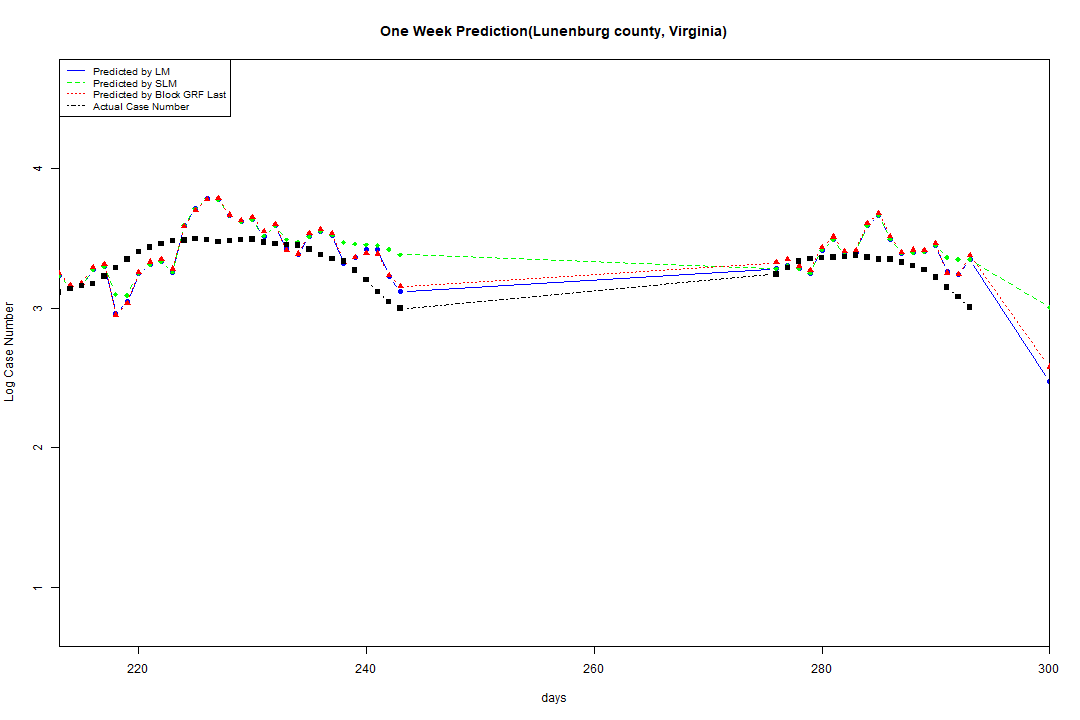 One Week Prediction(Lunenburg county, Virginia)
Predicted by LM
Predicted by SLM
Predicted by Block GRF Last
Actual Case Number
4
3
2
1
Log Case Number
220 240 260 280 300
days